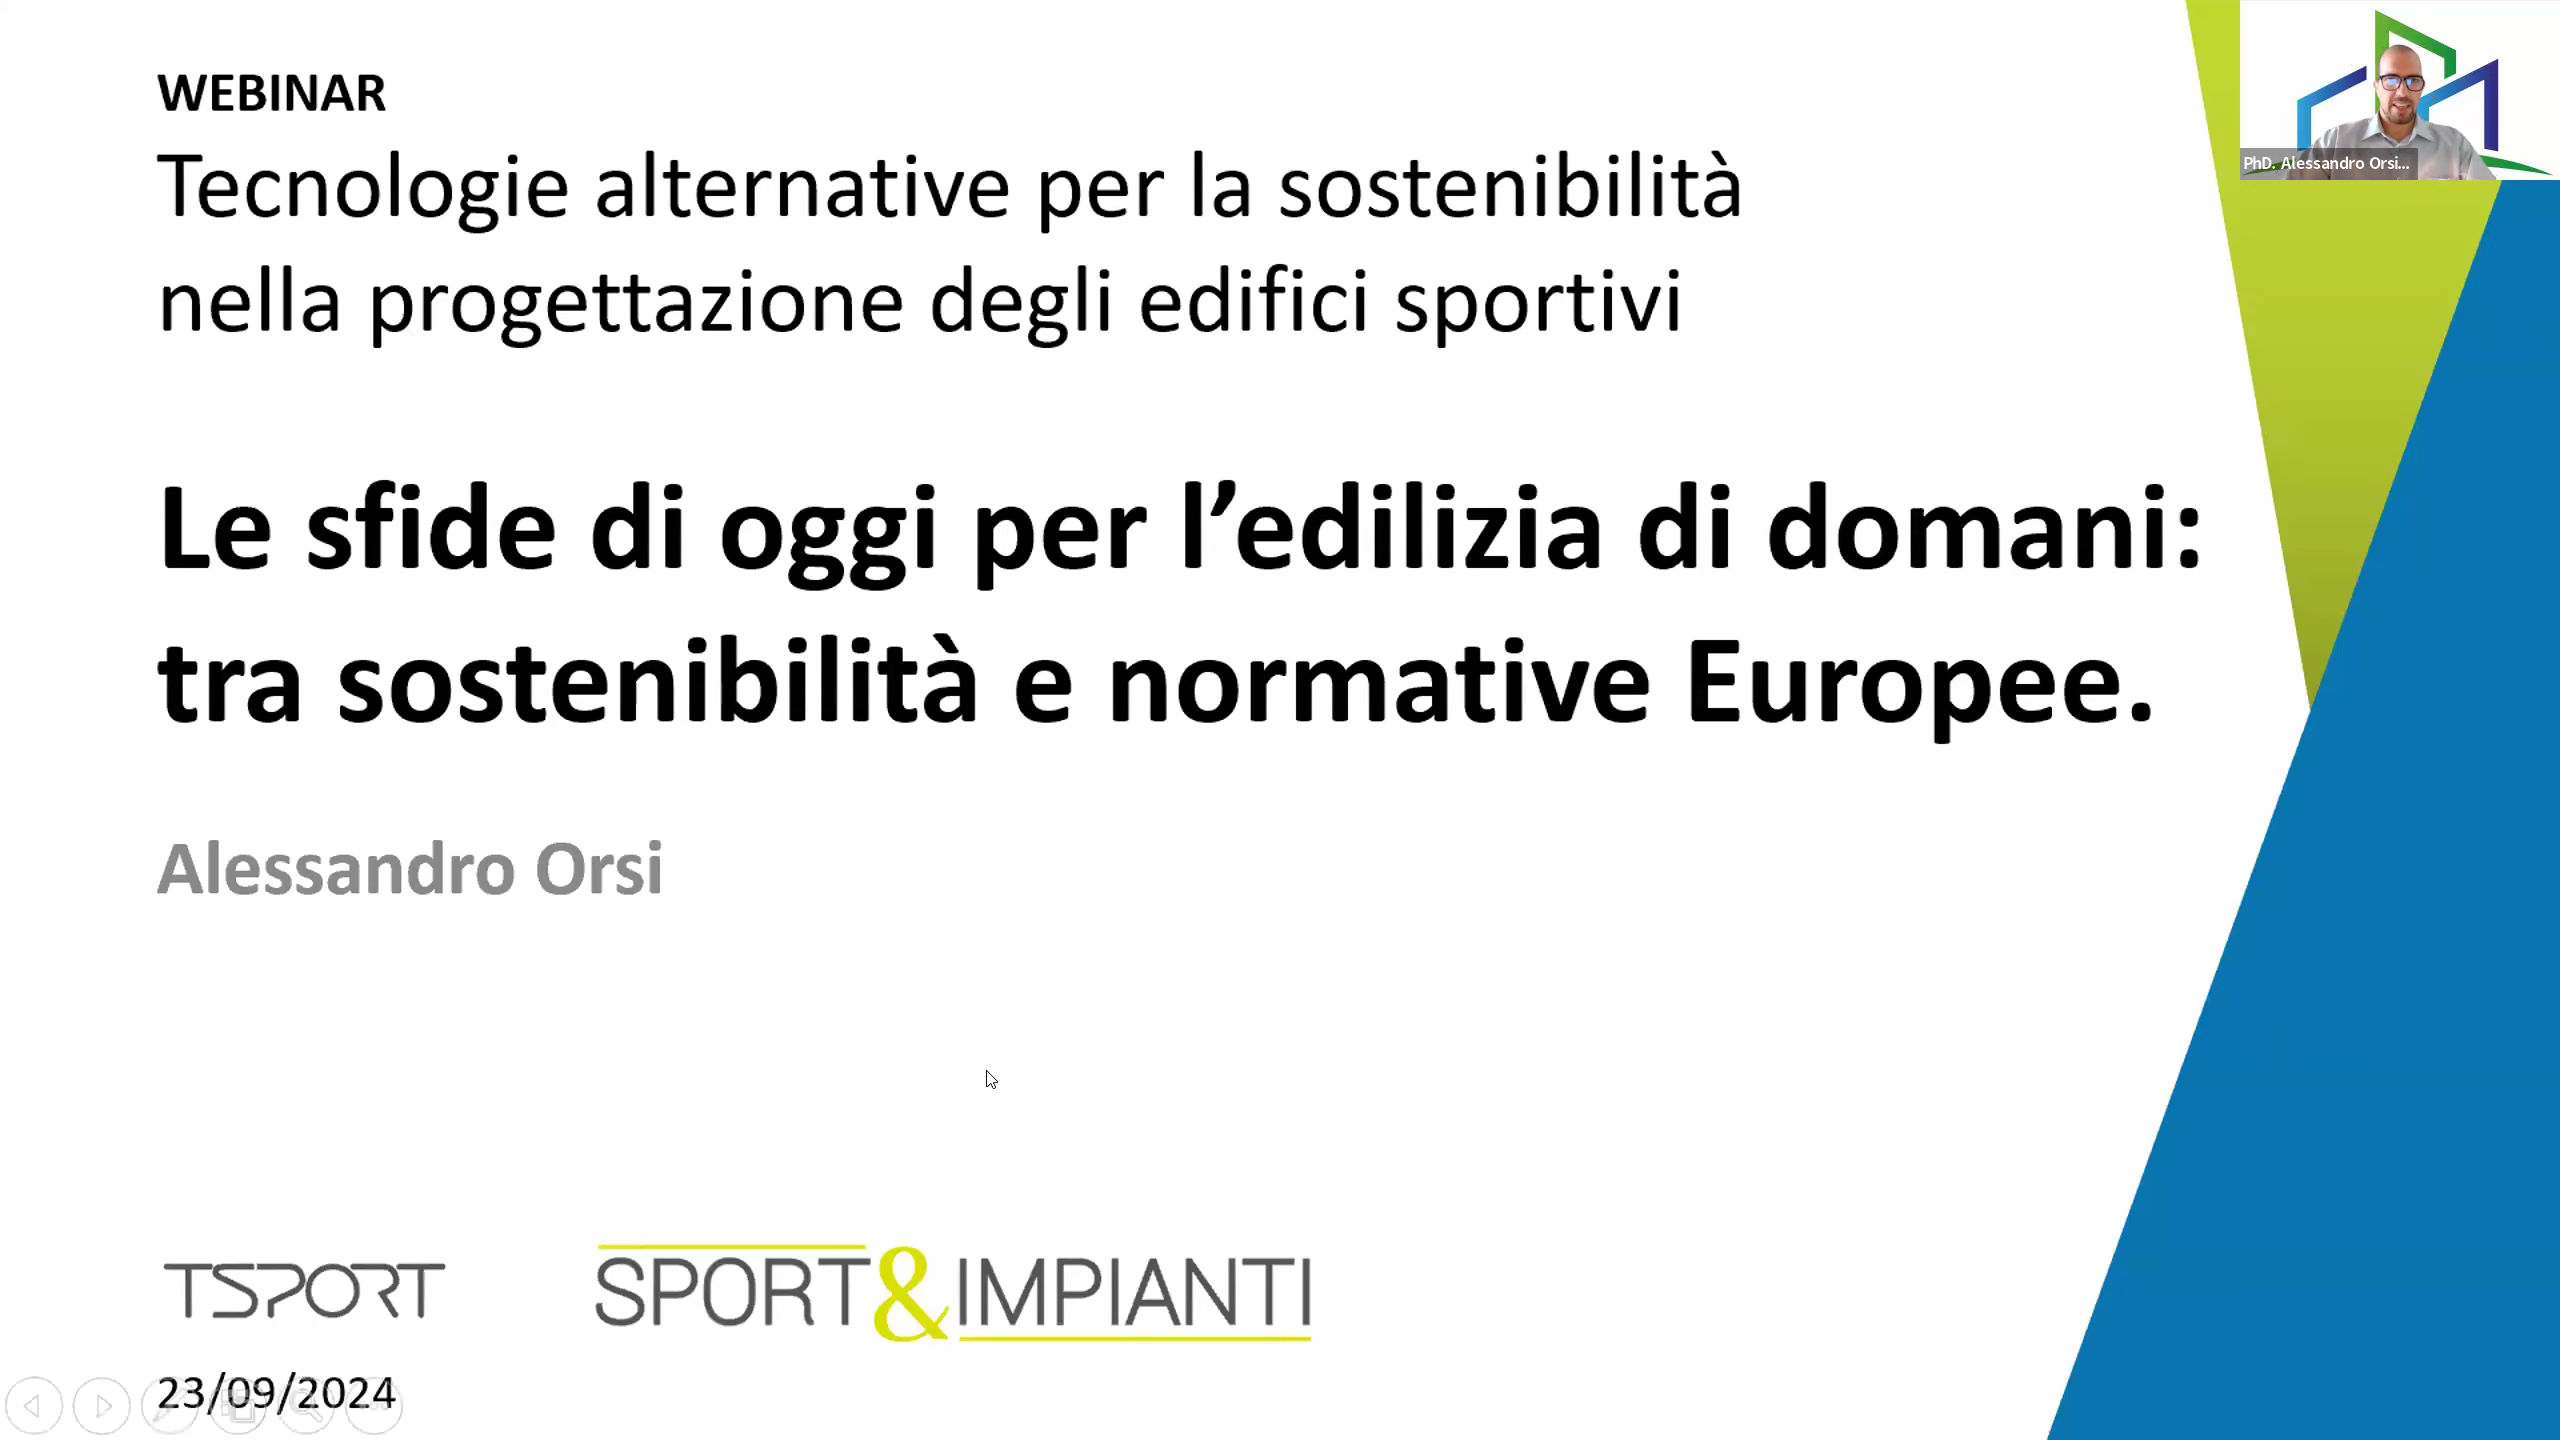 WEBINAR
Tecnologie alternative per la sostenibilità
nella progettazione degli edifici sportivi
PhD. Alessandro Orsi...
Le sfide di oggi per l’edilizia di domani:
tra sostenibilità e normative Europee.
Alessandro Orsi
TSPORT
SPORT&IMPIANTI
23/09/2024